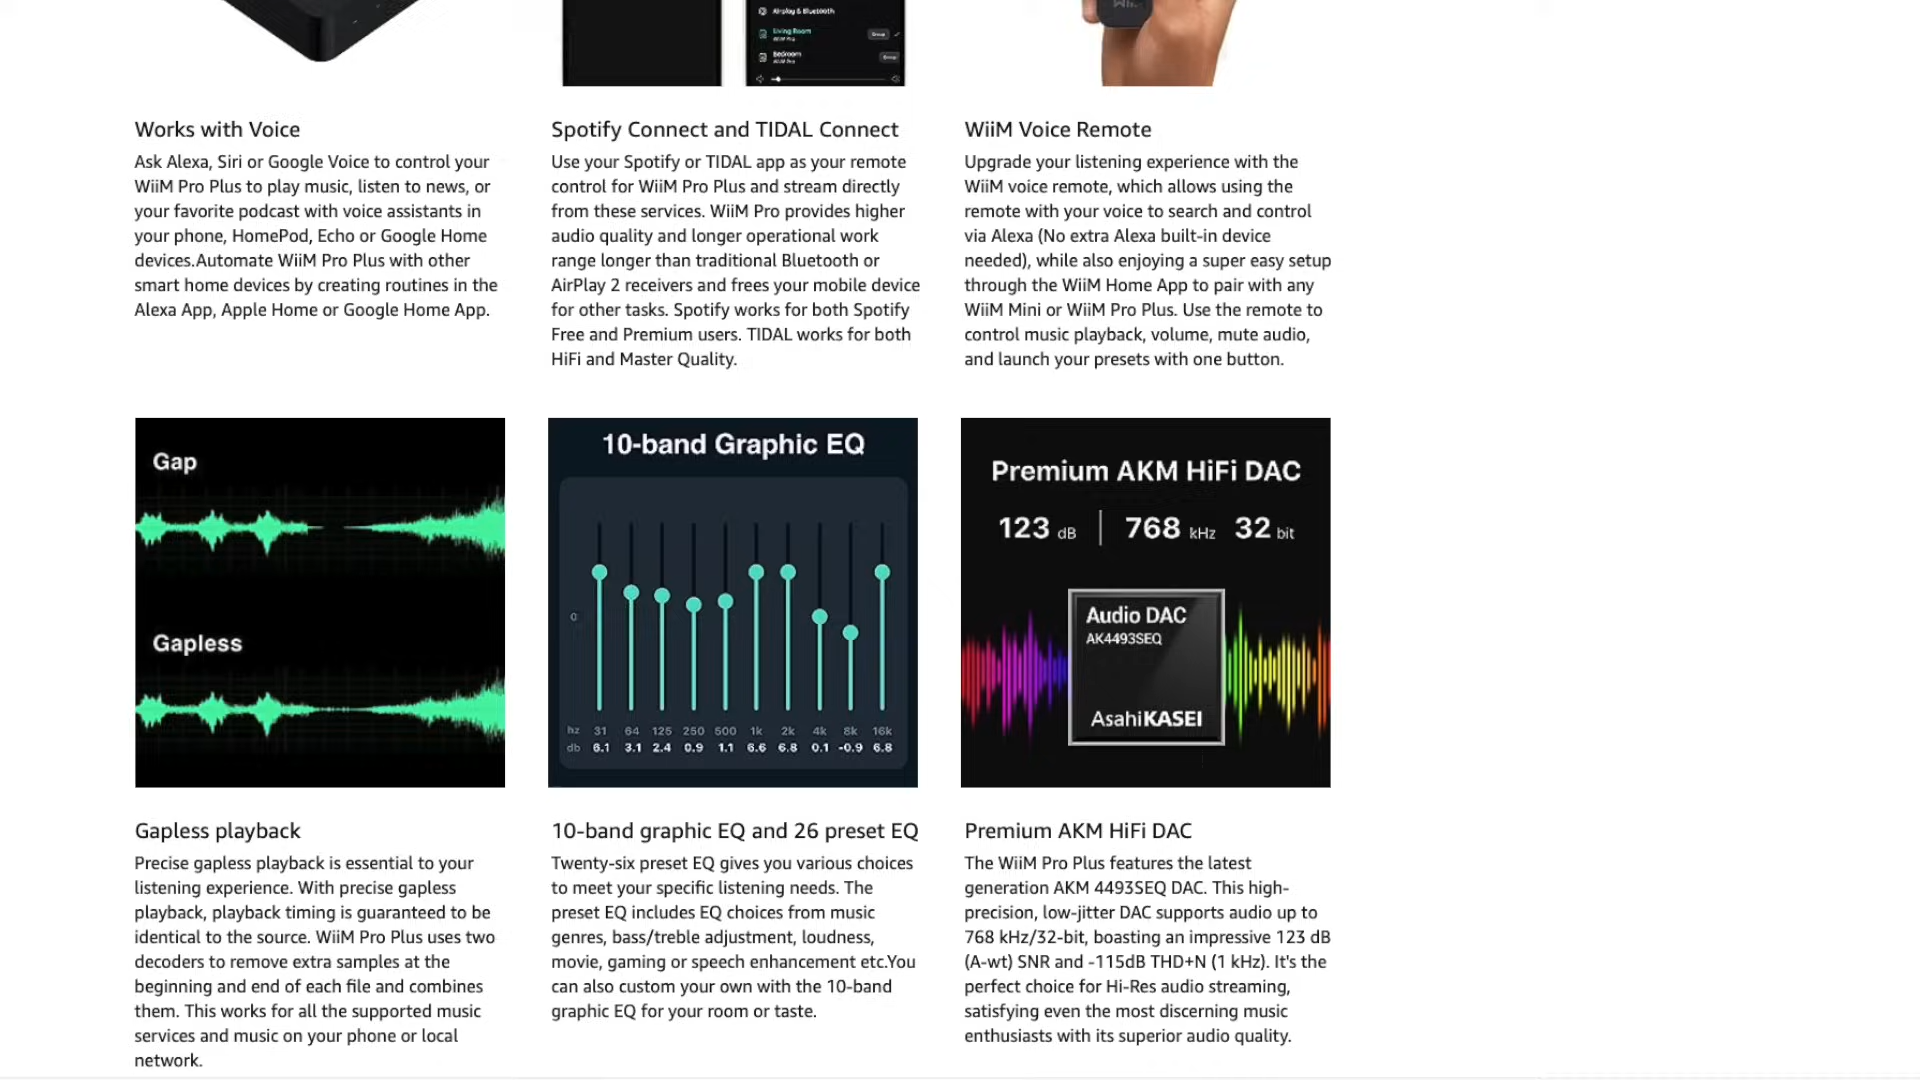 Airplay & Bluetooth
Living Room
WiiM Pro
Group
Bedroom
WiiM Pro
Group
Works with Voice
Ask Alexa, Siri or Google Voice to control your
WiiM Pro Plus to play music, listen to news, or
your favorite podcast with voice assistants in
your phone, HomePod, Echo or Google Home
devices.Automate WiiM Pro Plus with other
smart home devices by creating routines in the
Alexa App, Apple Home or Google Home App.
Spotify Connect and TIDAL Connect
Use your Spotify or TIDAL app as your remote
control for WiiM Pro Plus and stream directly
from these services. WiiM Pro provides higher
audio quality and longer operational work
range longer than traditional Bluetooth or
AirPlay 2 receivers and frees your mobile device
for other tasks. Spotify works for both Spotify
Free and Premium users. TIDAL works for both
HiFi and Master Quality.
WiiM Voice Remote
Upgrade your listening experience with the
WiiM voice remote, which allows using the
remote with your voice to search and control
via Alexa (No extra Alexa built-in device
needed), while also enjoying a super easy setup
through the WiiM Home App to pair with any
WiiM Mini or WiiM Pro Plus. Use the remote to
control music playback, volume, mute audio,
and launch your presets with one button.
Gap
Gapless
10-band Graphic EQ
0
hz 31 64 125 250 500 1k 2k 4k 8k 16k
db 6.1 3.1 2.4 0.9 1.1 6.6 6.8 0.1 -0.9 6.8
Premium AKM HiFi DAC
123 dB | 768 kHz 32 bit
Audio DAC
AK4493SEQ
AsahiKASEI
Gapless playback
Precise gapless playback is essential to your
listening experience. With precise gapless
playback, playback timing is guaranteed to be
identical to the source. WiiM Pro Plus uses two
decoders to remove extra samples at the
beginning and end of each file and combines
them. This works for all the supported music
services and music on your phone or local
network.
10-band graphic EQ and 26 preset EQ
Twenty-six preset EQ gives you various choices
to meet your specific listening needs. The
preset EQ includes EQ choices from music
genres, bass/treble adjustment, loudness,
movie, gaming or speech enhancement etc.You
can also custom your own with the 10-band
graphic EQ for your room or taste.
Premium AKM HiFi DAC
The WiiM Pro Plus features the latest
generation AKM 4493SEQ DAC. This high-
precision, low-jitter DAC supports audio up to
768 kHz/32-bit, boasting an impressive 123 dB
(A-wt) SNR and -115dB THD+N (1 kHz). It's the
perfect choice for Hi-Res audio streaming,
satisfying even the most discerning music
enthusiasts with its superior audio quality.